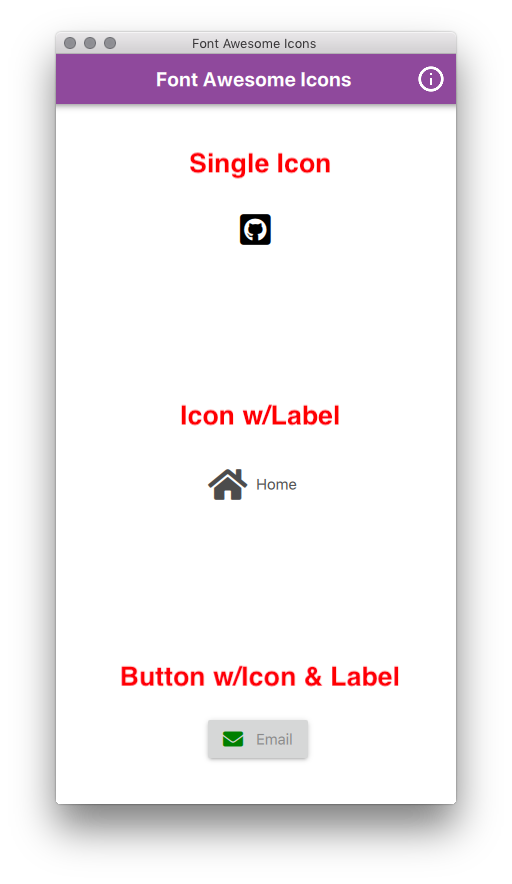 Font Awesome Icons
Font Awesome Icons
Single Icon
Icon w/Label
Home
Button w/Icon & Label
Email